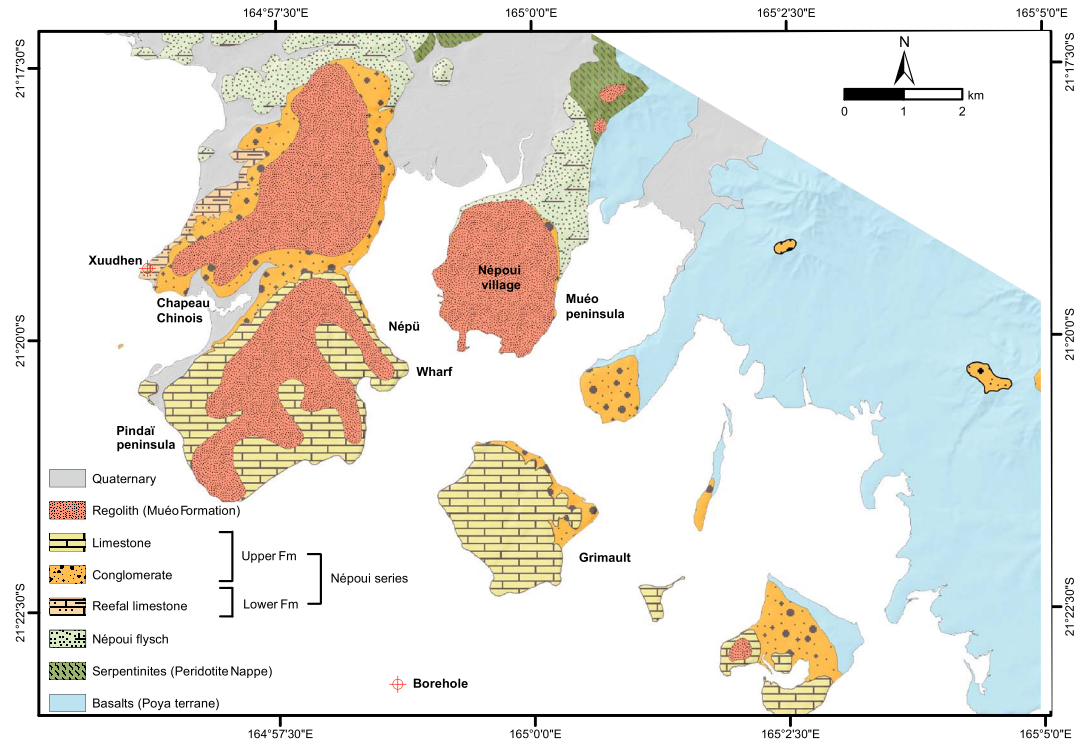 164°57'30"E
165°0'0"E
165°2'30"E
165°5'0"E
21°17'30"S
21°17'30"S
N
km
0
1
2
Xuudhen
Népoui
village
Chapeau
Chinois
Muéo
peninsula
Népü
21°20'0"S
21°20'0"S
Wharf
Pindaï
peninsula
Quaternary
Regolith (Muéo Formation)
Limestone
Upper Fm
Conglomerate
Népoui series
Reefal limestone
Lower Fm
Grimault
21°22'30"S
21°22'30"S
Népoui flysch
Serpentinites (Peridotite Nappe)
Borehole
Basalts (Poya terrane)
164°57'30"E
165°0'0"E
165°2'30"E
165°5'0"E